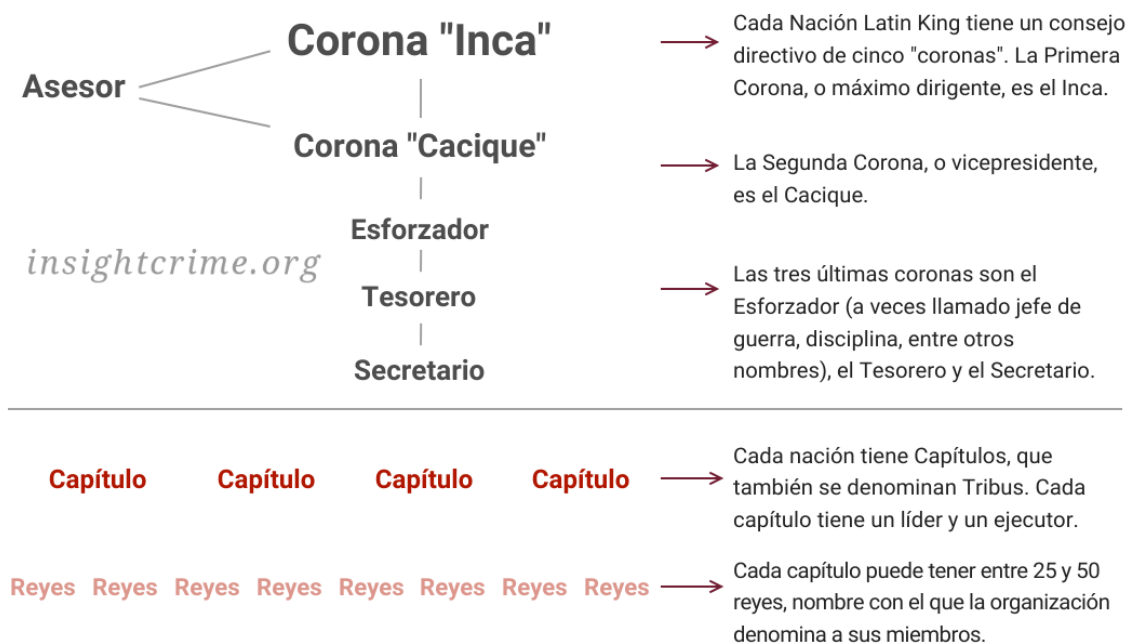 Corona "Inca"
Asesor
Corona "Cacique"
Esforzador
insightcrime.org
Tesorero
Secretario
Cada Nación Latin King tiene un consejo
directivo de cinco "coronas". La Primera
Corona, o máximo dirigente, es el Inca.
La Segunda Corona, o vicepresidente,
es el Cacique.
Las tres últimas coronas son el
Esforzador (a veces llamado jefe de
guerra, disciplina, entre otros
nombres), el Tesorero y el Secretario.
Capítulo Capítulo Capítulo Capítulo
Cada nación tiene Capítulos, que
también se denominan Tribus. Cada
capítulo tiene un líder y un ejecutor.
Reyes Reyes Reyes Reyes Reyes Reyes Reyes Reyes
Cada capítulo puede tener entre 25 y 50
reyes, nombre con el que la organización
denomina a sus miembros.